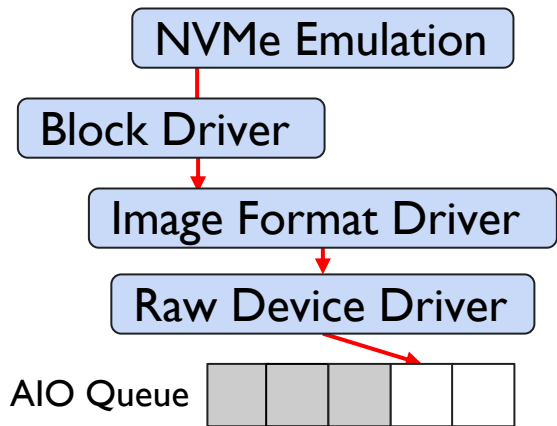 NVMe Emulation
Block Driver
Image Format Driver
Raw Device Driver
AIO Queue